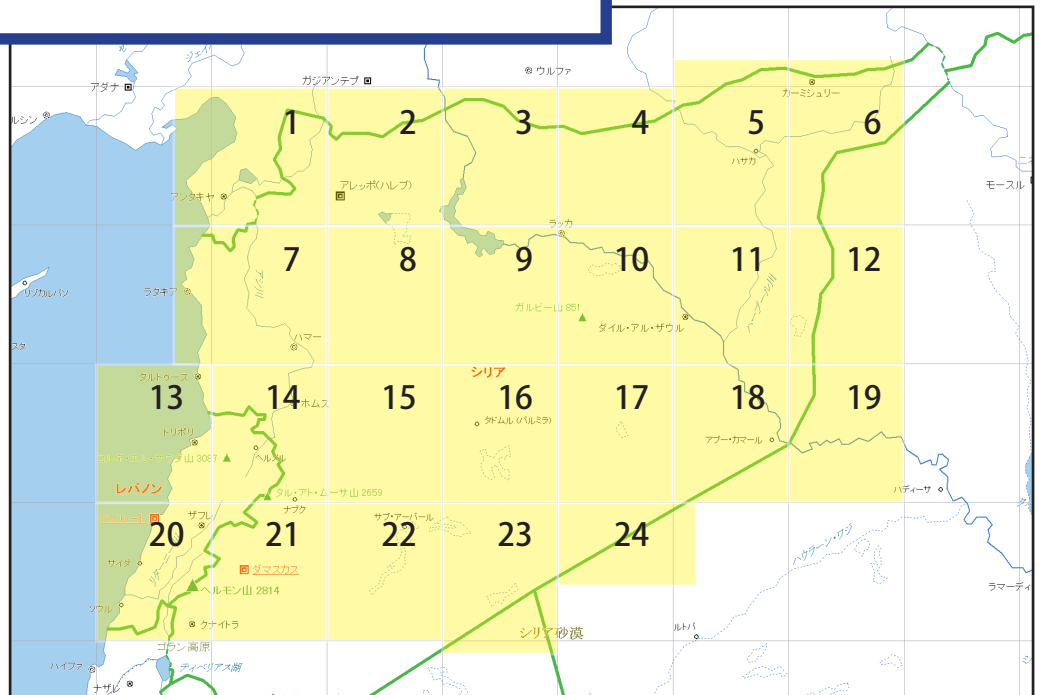 アダナ
ガジアンテプ
ウルファ
カーミシュリー
ルシン
1
2
3
4
5
6
ハサカ
モースル
アンタキヤ
アレッポ(ハレブ)
ラッカ
7
8
9
10
11
12
リゾカルパソ
ラタキア
アシ川
ガルビー山 851
ダイル・アル・ザウル
スタ
ハマー
シリア
タルトゥース
13
14
ホムス
15
16
17
18
19
タドムル (パルミラ)
トリポリ
アブー・カマール
ヘルメル
レバノン
タル・アト・ムーサ山 2659
ハディーサ
ナブク
ザフレ
サブ・アーバール
20
21
22
23
24
サイダ
ダマスカス
ヘルモン山 2814
ハウラーン・ワジ
ラマーディ
クナイトラ
シリア砂漠
ルトバ
ゴラン高原
ハイファ
ティベリアス湖
ナザレ